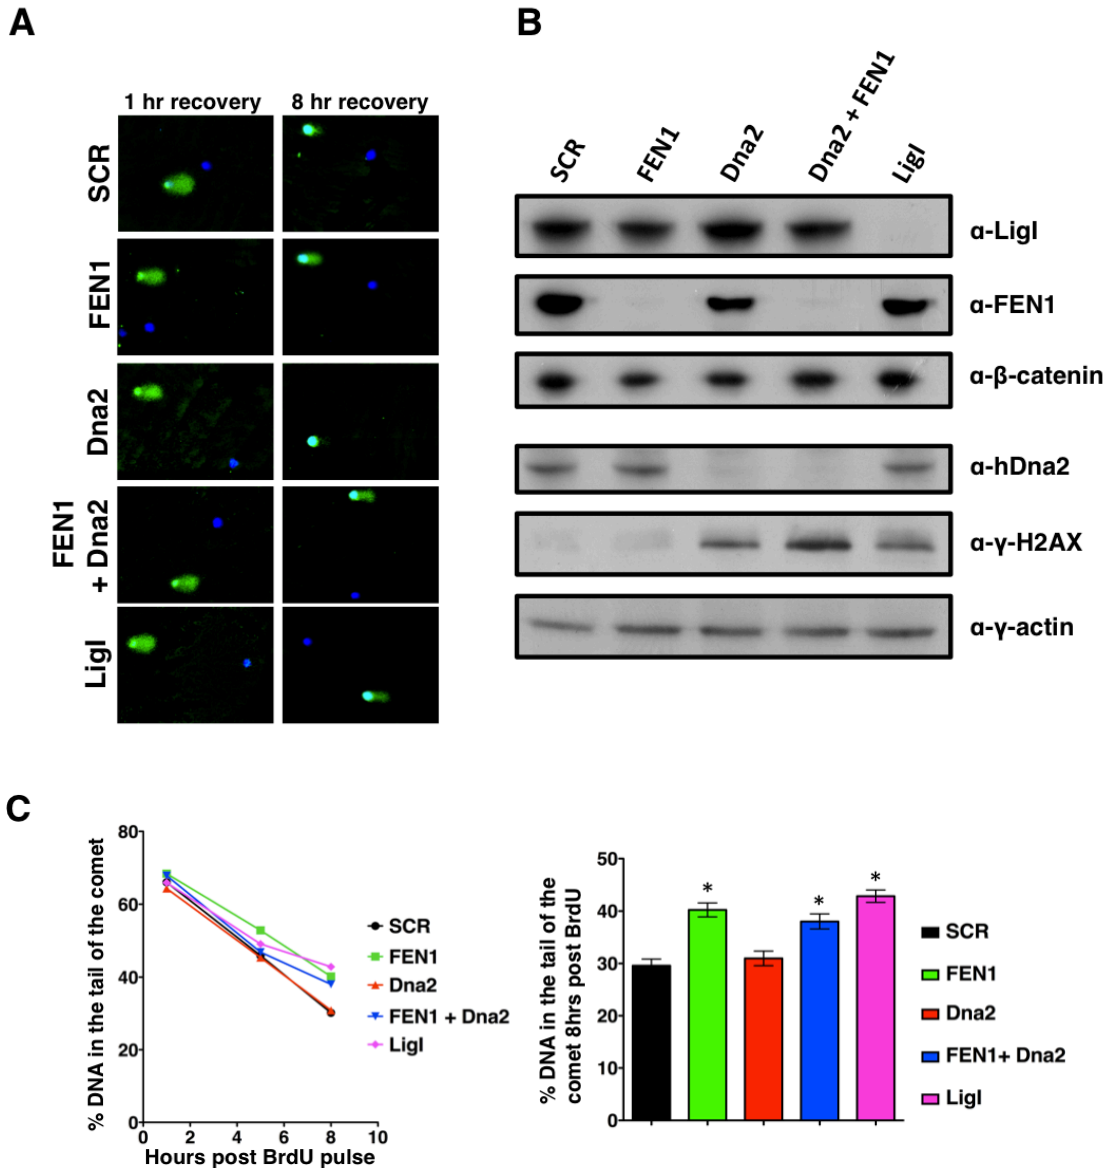 A
1 hr recovery 8 hr recovery
SCR
FEN1
Dna2
FEN1
+ Dna2
LigI
B
SCR
FEN1
Dna2
Dna2 + FEN1
LigI
α-LigI
α-FEN1
α-β-catenin
α-hDna2
α-γ-H2AX
α-γ-actin
C
% DNA in the tail of the comet
80
60
40
20
0
0 2 4 6 8 10
Hours post BrdU pulse
SCR
FEN1
Dna2
FEN1 + Dna2
LigI
% DNA in the tail of the
comet 8hrs post BrdU
50
40
30
20
10
0
* * *
SCR
FEN1
Dna2
FEN1+ Dna2
LigI